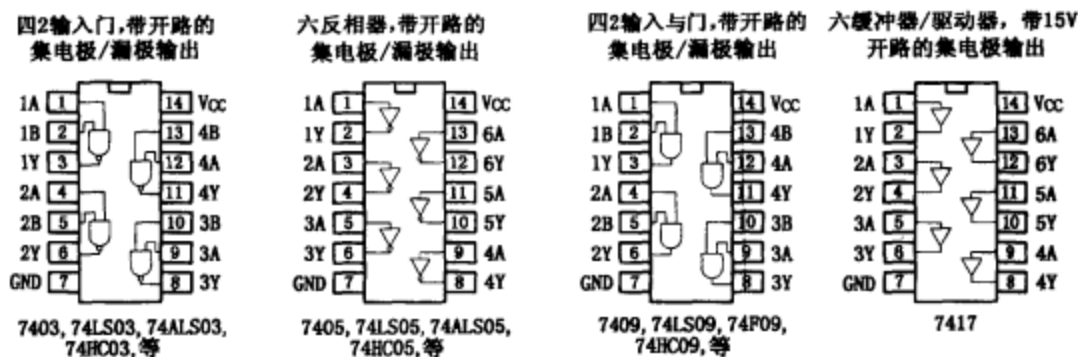 四2输入门,带开路的
集电极/漏极输出
1A 1 14 VCC
1B 2 13 4B
1Y 3 12 4A
2A 4 11 4Y
2B 5 10 3B
2Y 6 9 3A
GND 7 8 3Y
7403, 74LS03, 74ALS03,
74HC03,等
六反相器,带开路的
集电极/漏极输出
1A 1 14 VCC
1Y 2 13 6A
2A 3 12 6Y
2Y 4 11 5A
3A 5 10 5Y
3Y 6 9 4A
GND 7 8 4Y
7405, 74LS05, 74ALS05,
74HC05,等
四2输入与门,带开路的
集电极/漏极输出
1A 1 14 VCC
1B 2 13 4B
1Y 3 12 4A
2A 4 11 4Y
2B 5 10 3B
2Y 6 9 3A
GND 7 8 3Y
7409, 74LS09, 74F09,
74HC09,等
六缓冲器/驱动器, 带15V
开路的集电极输出
1A 1 14 VCC
1Y 2 13 6A
2A 3 12 6Y
2Y 4 11 5A
3A 5 10 5Y
3Y 6 9 4A
GND 7 8 4Y
7417